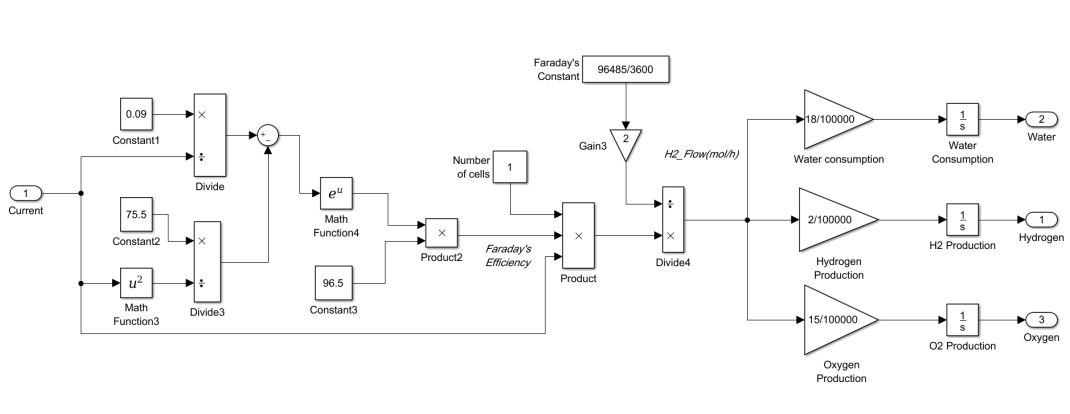 Faraday's
Constant
96485/3600
0.09
×
÷
Constant1
Divide
+
−
1
Current
75.5
×
÷
Constant2
u²
Math
Function3
Divide3
eᵘ
Math
Function4
96.5
Constant3
×
Product2
Number
of cells
1
Faraday's
Efficiency
×
Product
Gain3
2
÷
×
Divide4
H2_Flow(mol/h)
18/100000
Water consumption
1
s
Water
Consumption
2
Water
2/100000
Hydrogen
Production
1
s
H2 Production
1
Hydrogen
15/100000
Oxygen
Production
1
s
O2 Production
3
Oxygen